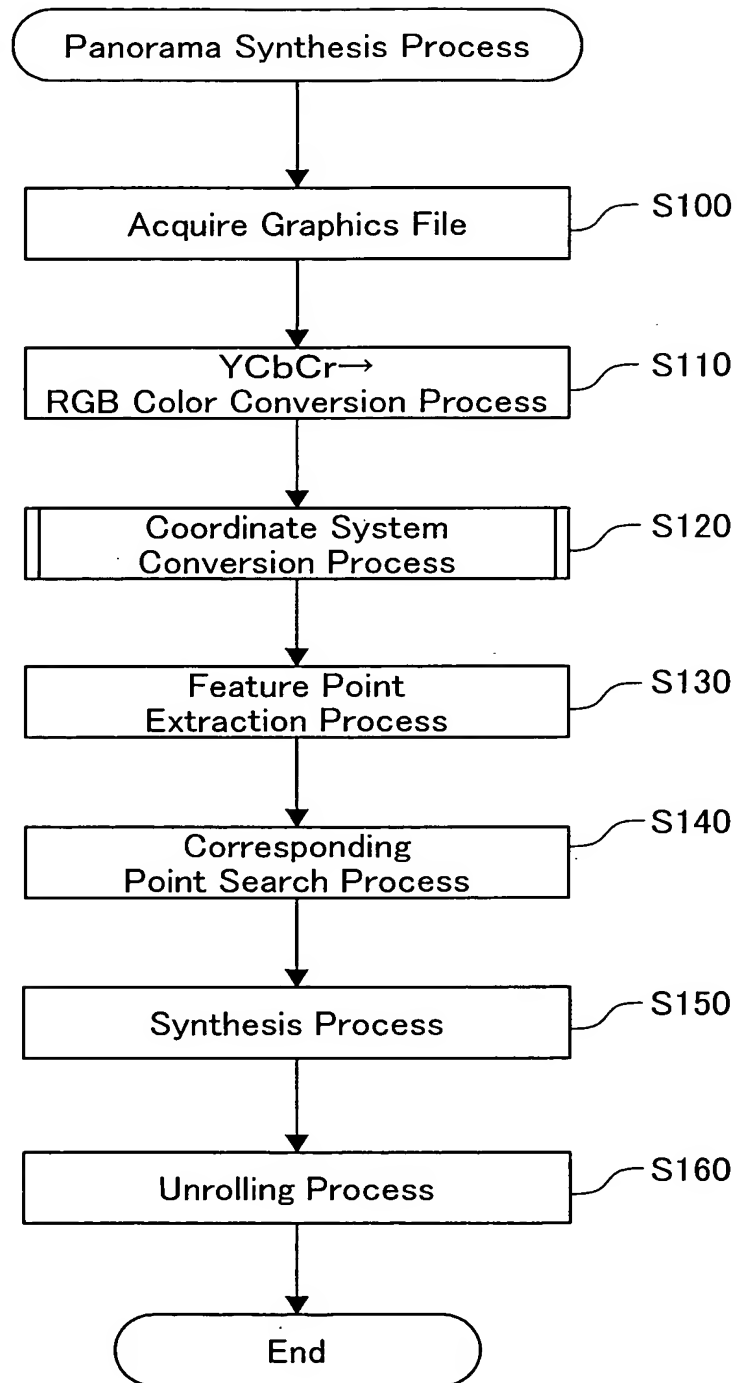 Panorama Synthesis Process
Acquire Graphics File
S100
YCbCr→
RGB Color Conversion Process
S110
Coordinate System
Conversion Process
S120
Feature Point
Extraction Process
S130
Corresponding
Point Search Process
S140
Synthesis Process
S150
Unrolling Process
S160
End